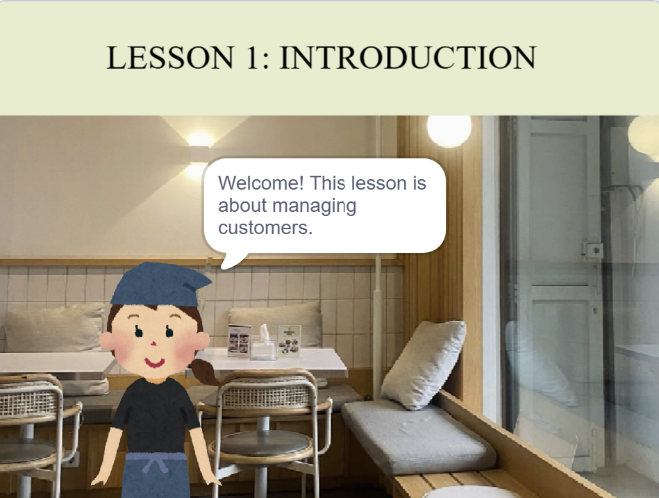 LESSON 1: INTRODUCTION
Welcome! This lesson is
about managing
customers.